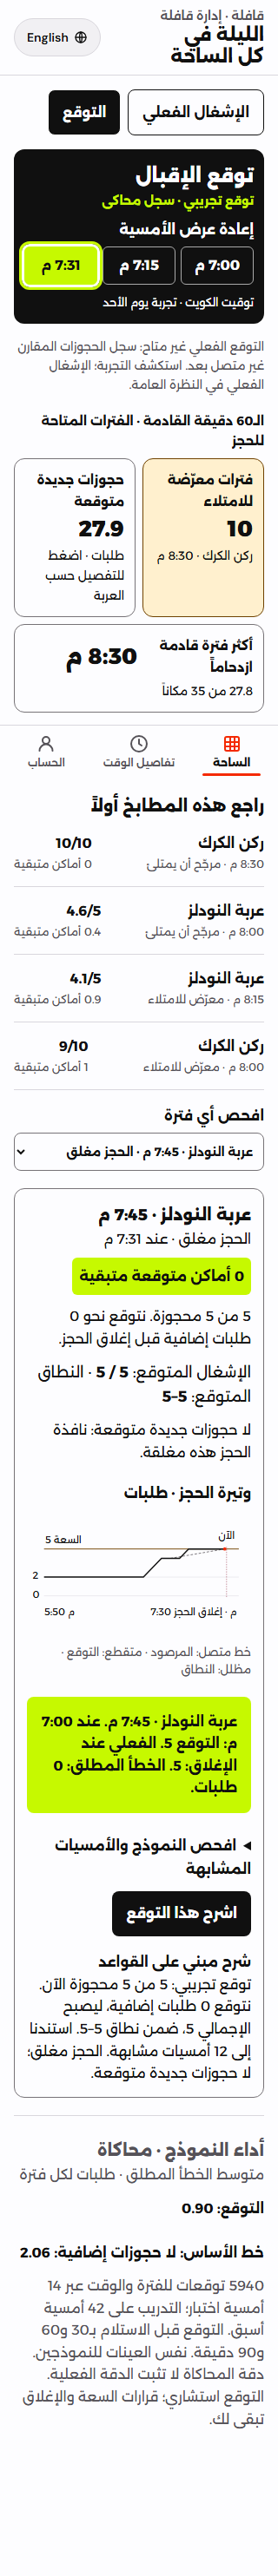 قافلة · إدارة قافلة
الليلة في
كل الساحة
English
الإشغال الفعلي
التوقع
توقع الإقبال
توقع تجريبي · سجل محاكى
إعادة عرض الأمسية
7:00 م
7:15 م
7:31 م
توقيت الكويت · تجربة يوم الأحد
التوقع الفعلي غير متاح: سجل الحجوزات المقارن
غير متصل بعد. استكشف التجربة؛ الإشغال
الفعلي في النظرة العامة.
الـ60 دقيقة القادمة · الفترات المتاحة
للحجز
فترات معرّضة
للامتلاء
10
ركن الكرك · 8:30 م
حجوزات جديدة
متوقعة
27.9
طلبات · اضغط
للتفصيل حسب
العربة
أكثر فترة قادمة
ازدحاماً
8:30 م
27.8 من 35 مكاناً
الساحة
تفاصيل الوقت
الحساب
راجع هذه المطابخ أولاً
ركن الكرك
10/10
8:30 م · مرجّح أن يمتلئ
0 أماكن متبقية
عربة النودلز
4.6/5
8:00 م · مرجّح أن يمتلئ
0.4 أماكن متبقية
عربة النودلز
4.1/5
8:15 م · معرّض للامتلاء
0.9 أماكن متبقية
ركن الكرك
9/10
8:00 م · معرّض للامتلاء
1 أماكن متبقية
افحص أي فترة
عربة النودلز · 7:45 م · الحجز مغلق
عربة النودلز · 7:45 م
الحجز مغلق · عند 7:31 م
0 أماكن متوقعة متبقية
5 من 5 محجوزة. نتوقع نحو 0
طلبات إضافية قبل إغلاق الحجز.
الإشغال المتوقع: 5 / 5 · النطاق
المتوقع: 5–5
لا حجوزات جديدة متوقعة: نافذة
الحجز هذه مغلقة.
وتيرة الحجز · طلبات
الآن
السعة 5
2
0
5:50 م
إغلاق الحجز 7:30 م ·
خط متصل: المرصود · متقطع: التوقع ·
مظلل: النطاق
عربة النودلز · 7:45 م. عند 7:00
م: التوقع 5. الفعلي عند
الإغلاق: 5. الخطأ المطلق: 0
طلبات.
افحص النموذج والأمسيات
المشابهة
اشرح هذا التوقع
شرح مبني على القواعد
توقع تجريبي: 5 من 5 محجوزة الآن.
نتوقع 0 طلبات إضافية، ليصبح
الإجمالي 5، ضمن نطاق 5–5. استندنا
إلى 12 أمسيات مشابهة. الحجز مغلق؛
لا حجوزات جديدة متوقعة.
أداء النموذج · محاكاة
متوسط الخطأ المطلق · طلبات لكل فترة
التوقع: 0.90
خط الأساس: لا حجوزات إضافية: 2.06
5940 توقعات للفترة والوقت عبر 14
أمسية اختبار؛ التدريب على 42 أمسية
أسبق. التوقع قبل الاستلام بـ30 و60
و90 دقيقة. نفس العينات للنموذجين.
دقة المحاكاة لا تثبت الدقة الفعلية.
التوقع استشاري؛ قرارات السعة والإغلاق
تبقى لك.